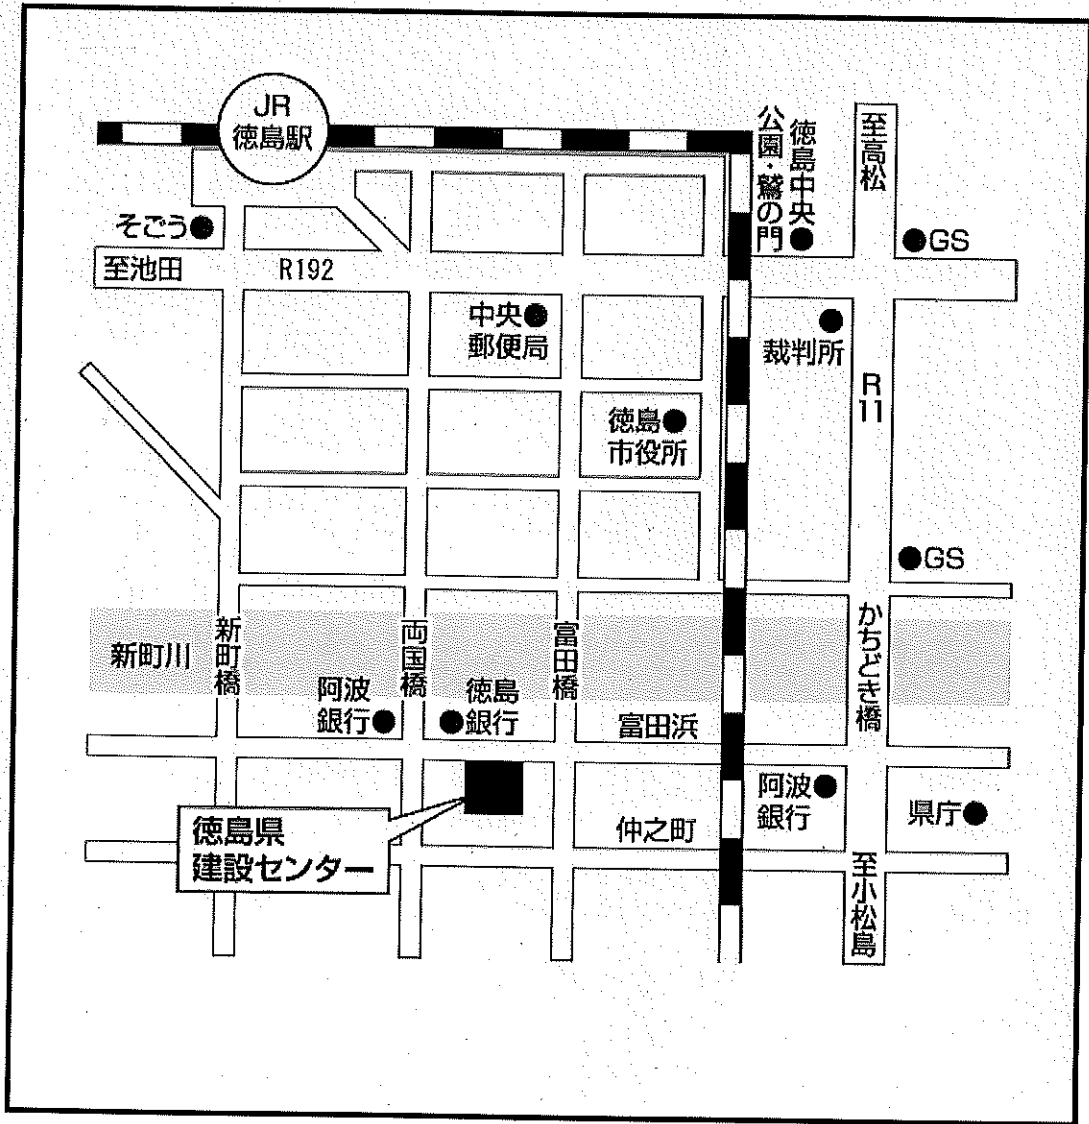 JR
徳島駅
徳島中央
公園・鷲の門
至高松
そごう
GS
至池田
R192
中央
郵便局
裁判所
R11
徳島
市役所
GS
新町川
新町橋
両国橋
富田橋
かちどき橋
阿波
銀行
徳島
銀行
富田浜
阿波
銀行
県庁
仲之町
徳島県
建設センター
至小松島